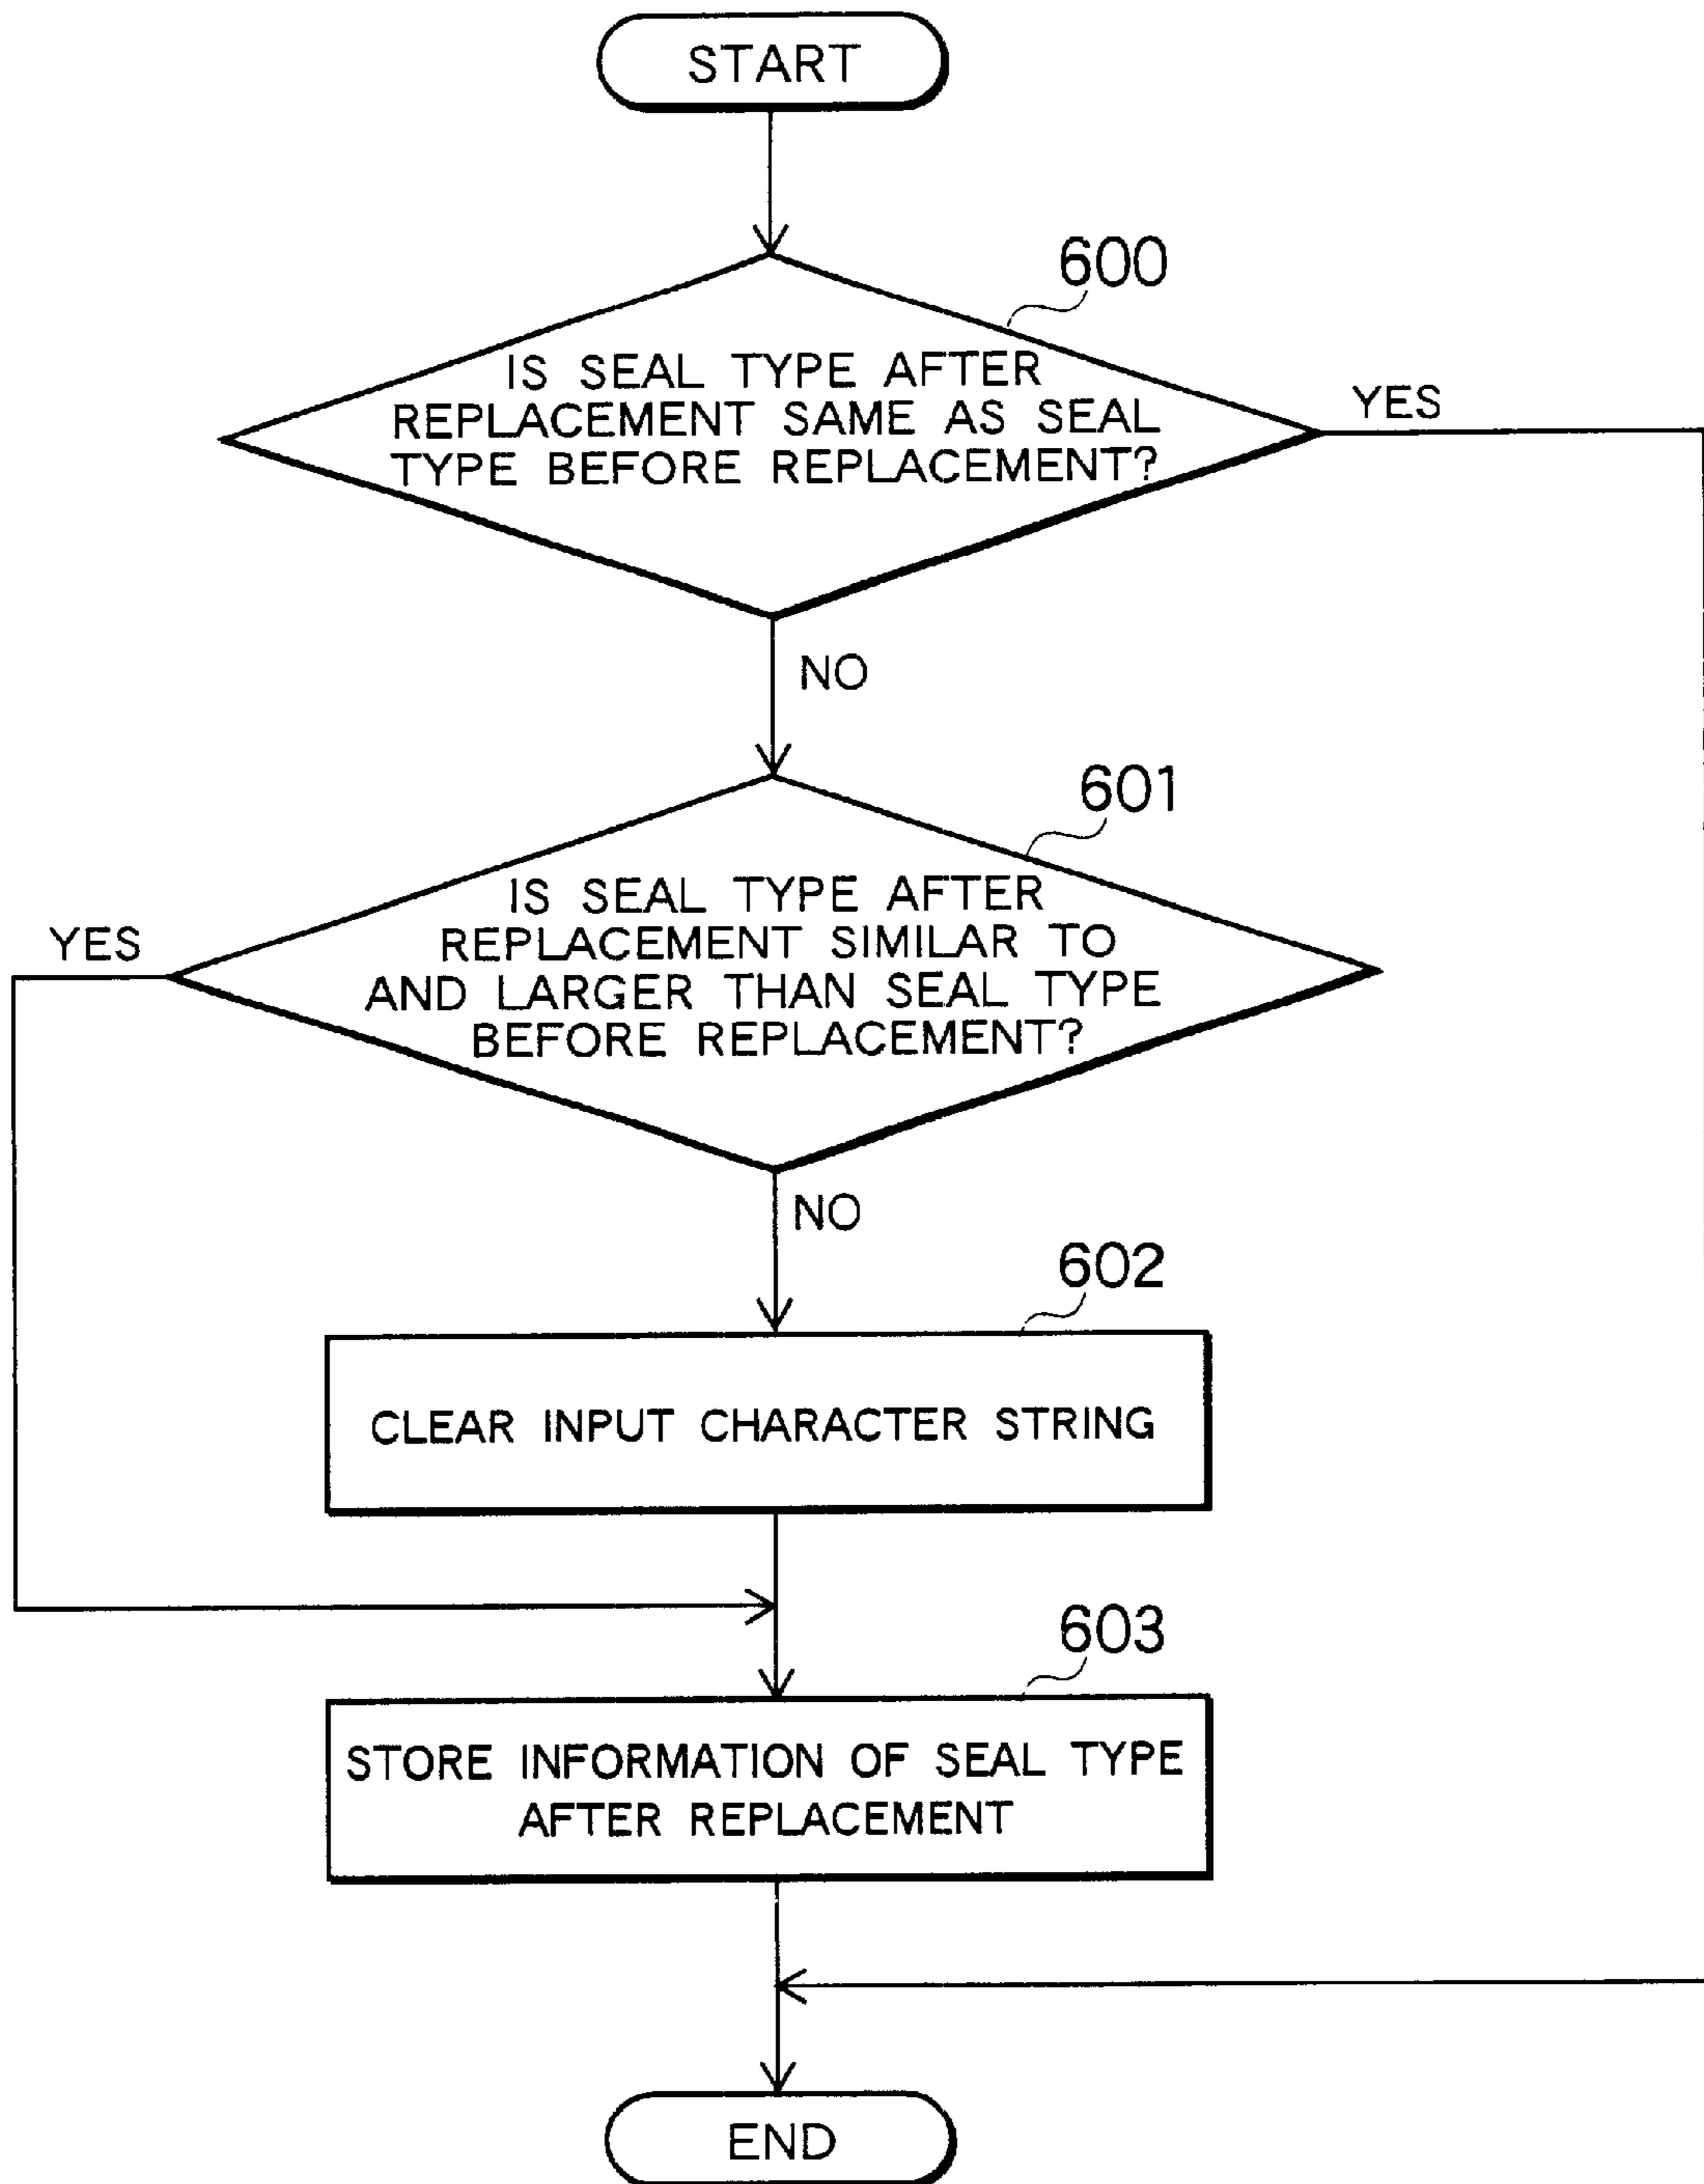 START
600
IS SEAL TYPE AFTER
REPLACEMENT SAME AS SEAL
TYPE BEFORE REPLACEMENT?
YES
NO
601
IS SEAL TYPE AFTER
REPLACEMENT SIMILAR TO
AND LARGER THAN SEAL TYPE
BEFORE REPLACEMENT?
YES
NO
602
CLEAR INPUT CHARACTER STRING
603
STORE INFORMATION OF SEAL TYPE
AFTER REPLACEMENT
END